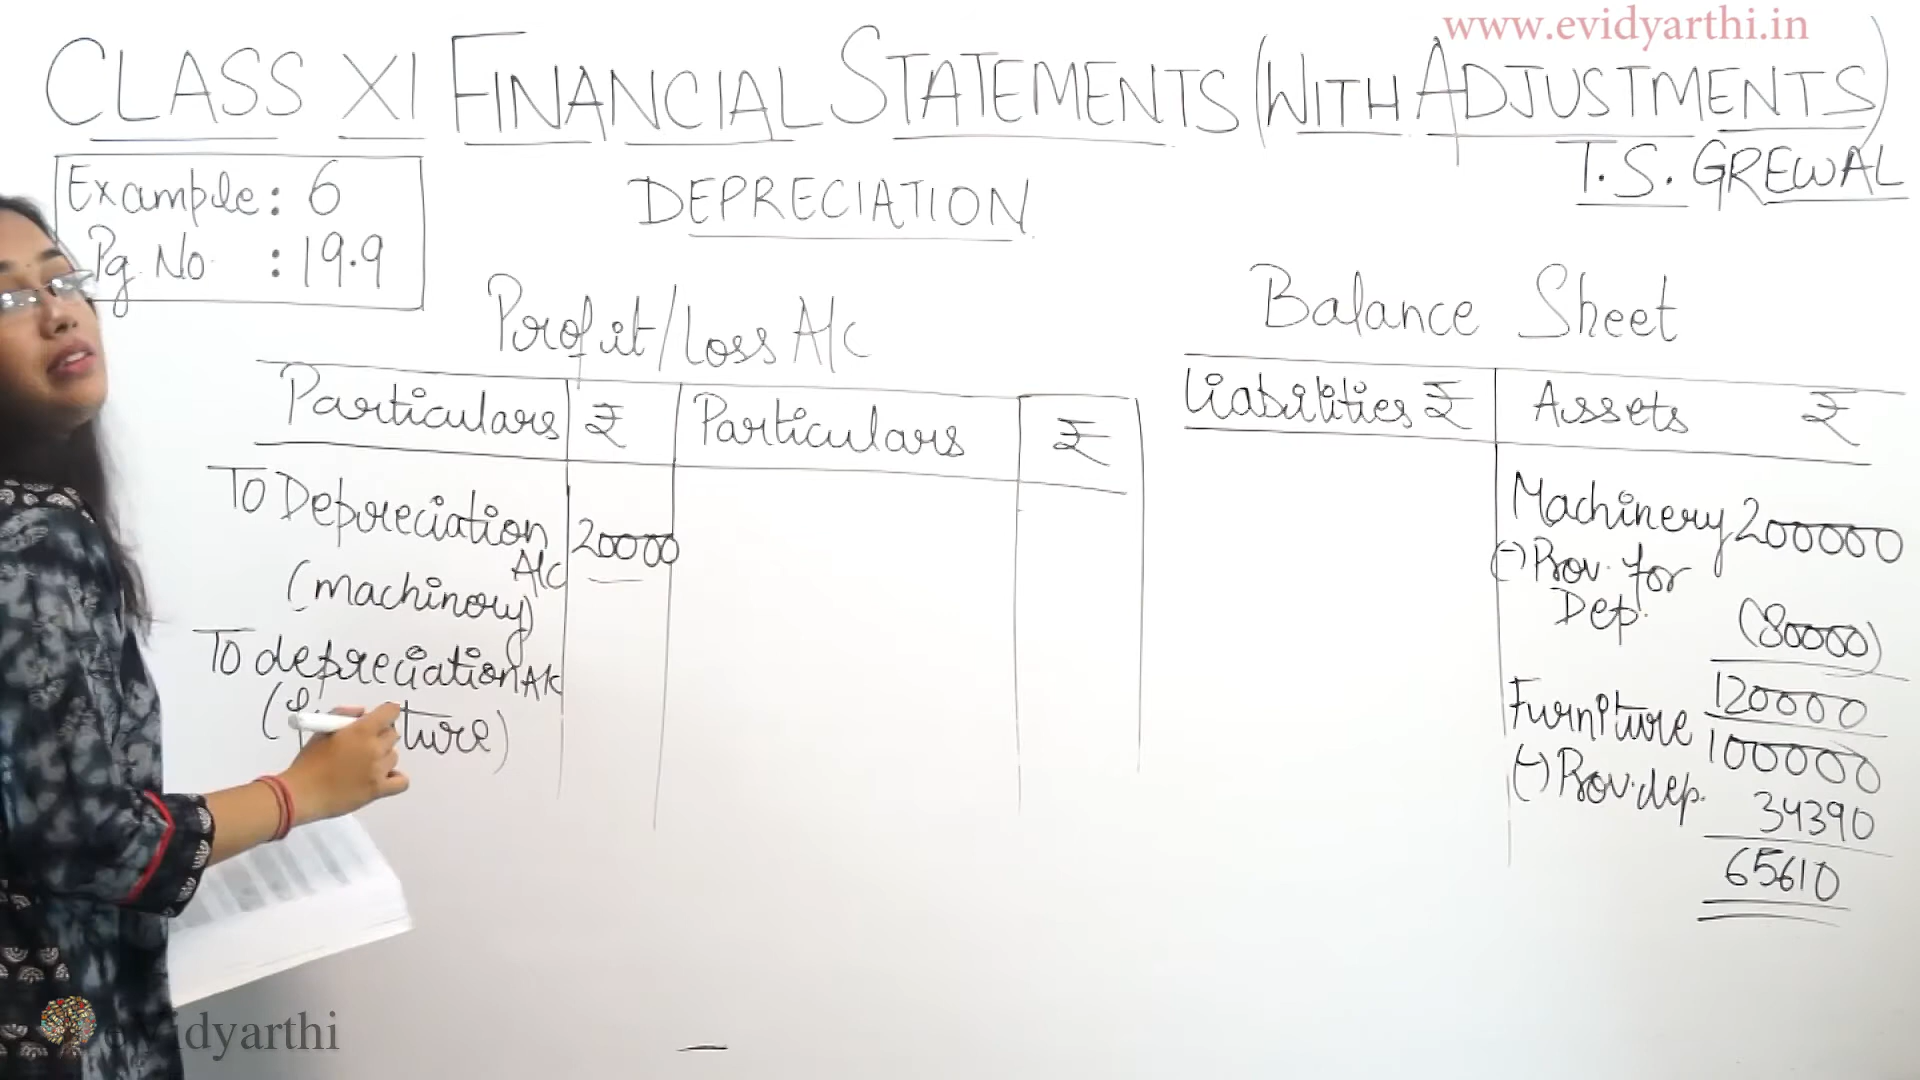 www.evidyarthi.in
CLASS XI FINANCIAL STATEMENTS (WITH ADJUSTMENTS)
T.S. GREWAL
Example: 6
Pg. No. : 19.9
DEPRECIATION
Profit/Loss A/c
Particulars ₹ Particulars ₹
To Depreciation A/c 20000
(machinery)
To depreciation A/c
Balance Sheet
Liabilities ₹ Assets ₹
Machinery 200000
(-) Prov. for
Dep. (80000)
120000
Furniture 100000
(-) Prov. dep. 34390
65610
eVidyarthi